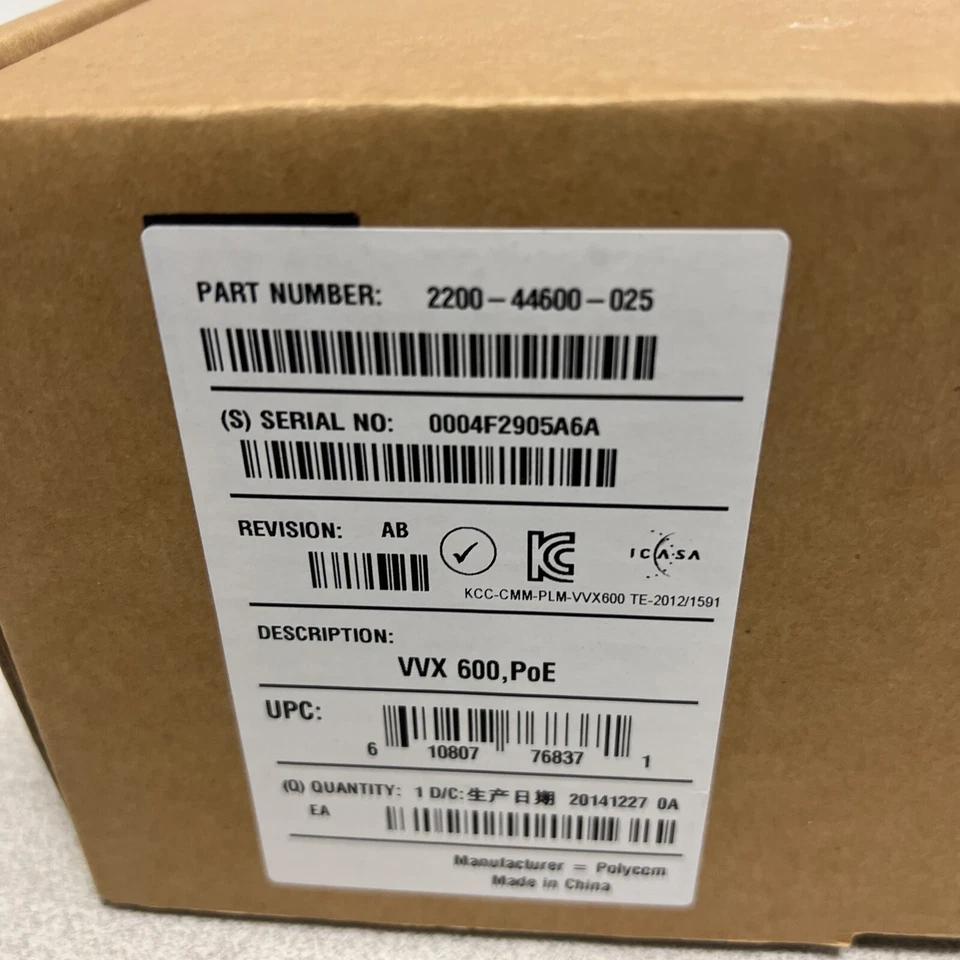 PART NUMBER: 2200-44600-025
(S) SERIAL NO: 0004F2905A6A
REVISION: AB
KC
ICASA
KCC-CMM-PLM-VVX600 TE-2012/1591
DESCRIPTION:
VVX 600,PoE
UPC:
6 10807 76837 1
(Q) QUANTITY: 1 D/C:生产日期 20141227 0A
EA
Manufacturer = Polycom
Made in China